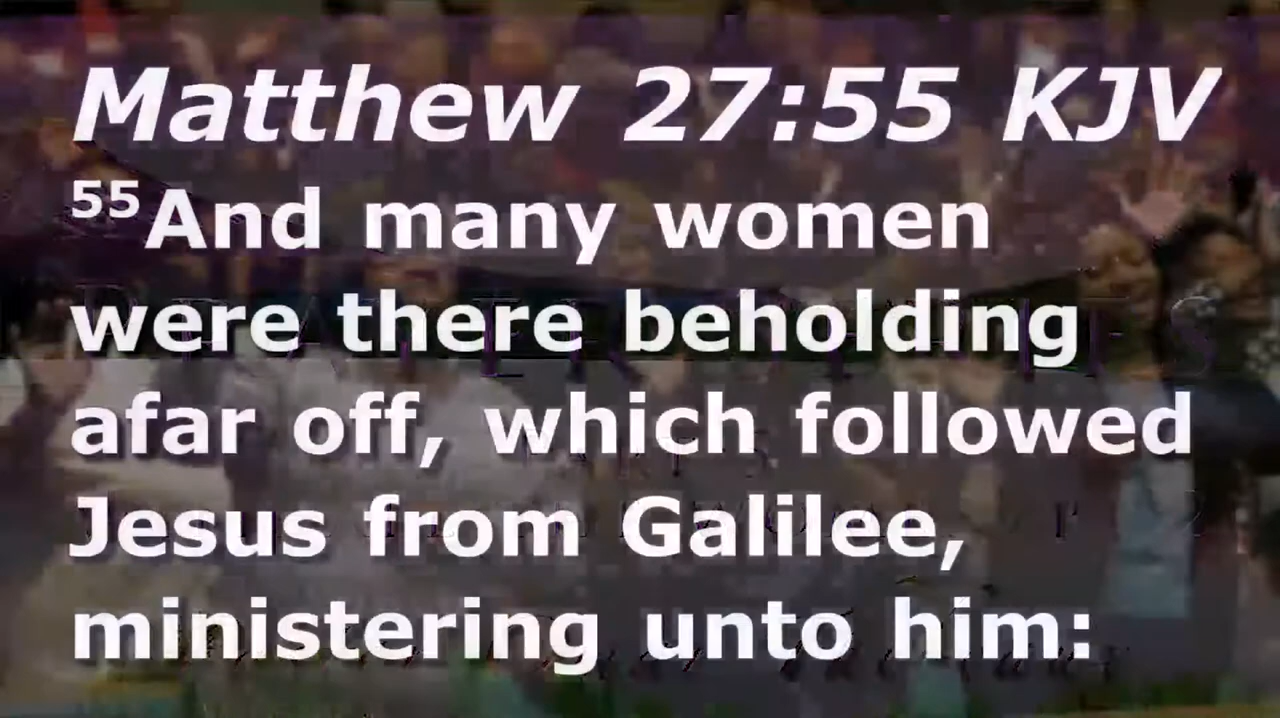 Matthew 27:55 KJV
55And many women
were there beholding
afar off, which followed
Jesus from Galilee,
ministering unto him: